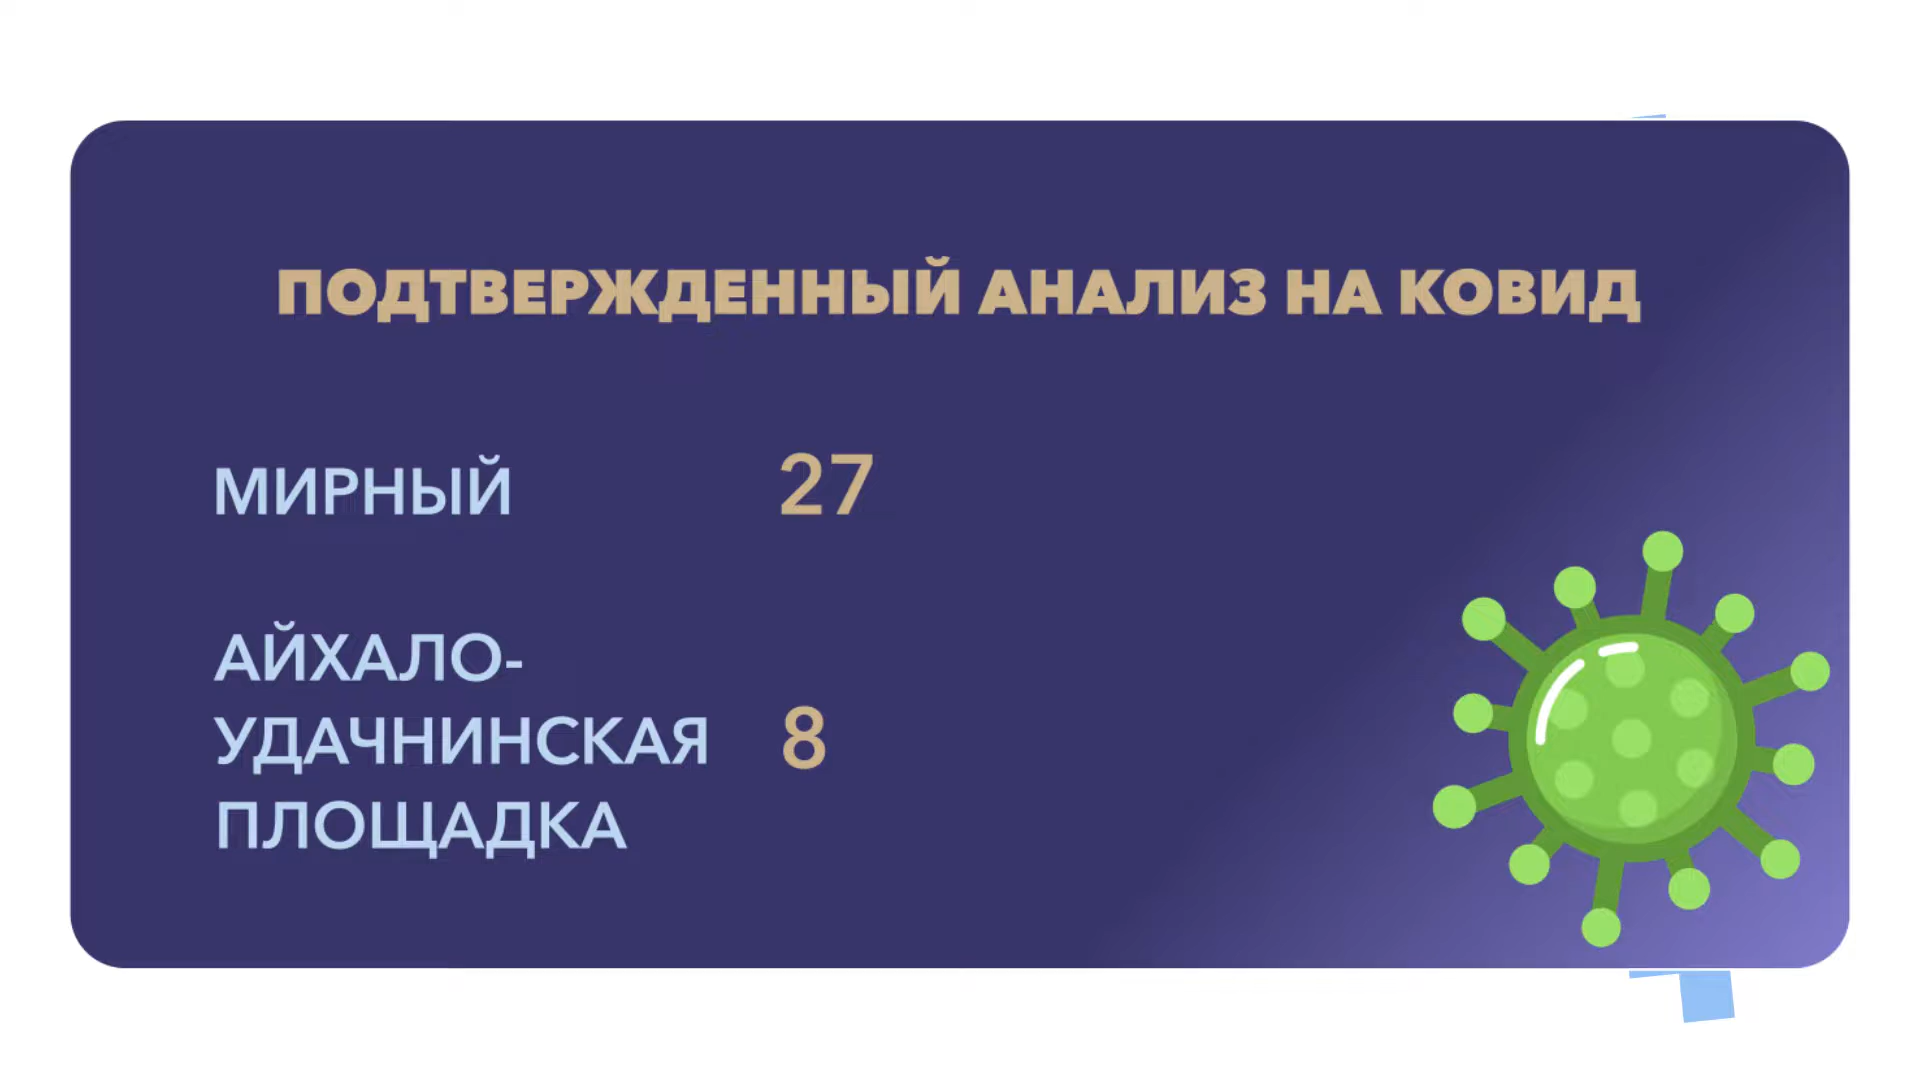 ПОДТВЕРЖДЕННЫЙ АНАЛИЗ НА КОВИД
МИРНЫЙ 27
АЙХАЛО-
УДАЧНИНСКАЯ 8
ПЛОЩАДКА